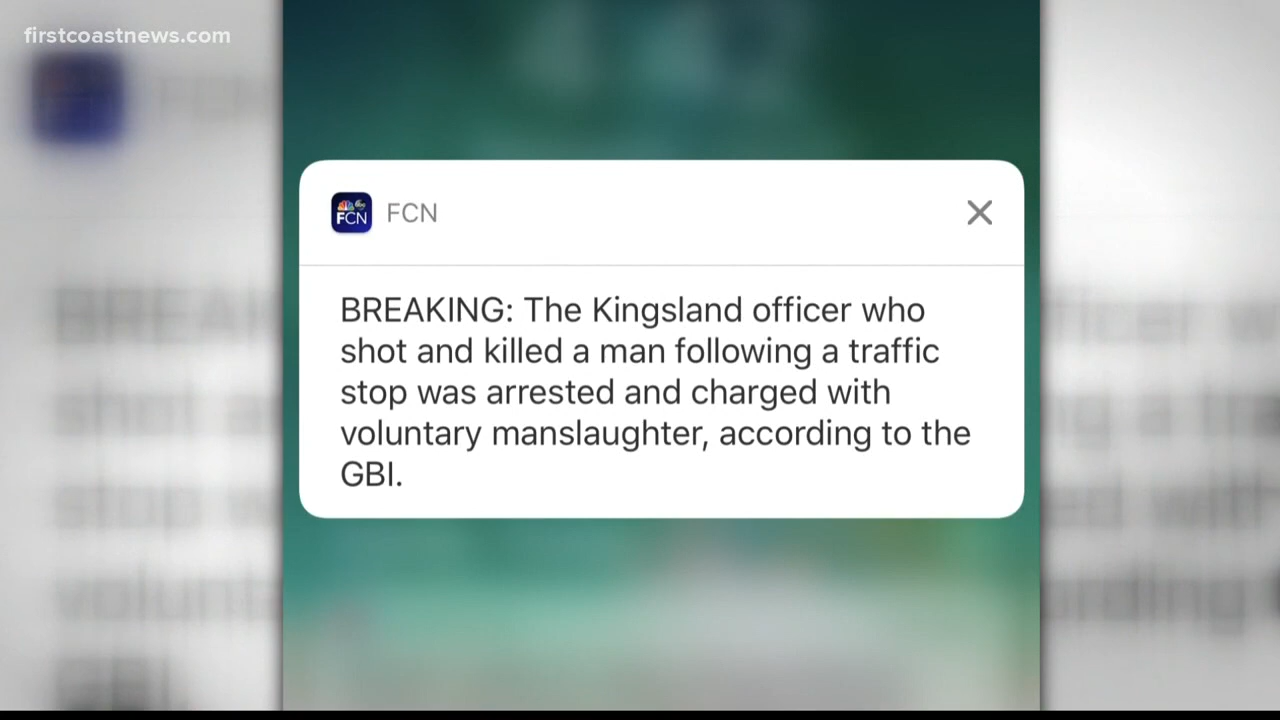 firstcoastnews.com
FCN
FCN
BREAKING: The Kingsland officer who
shot and killed a man following a traffic
stop was arrested and charged with
voluntary manslaughter, according to the
GBI.